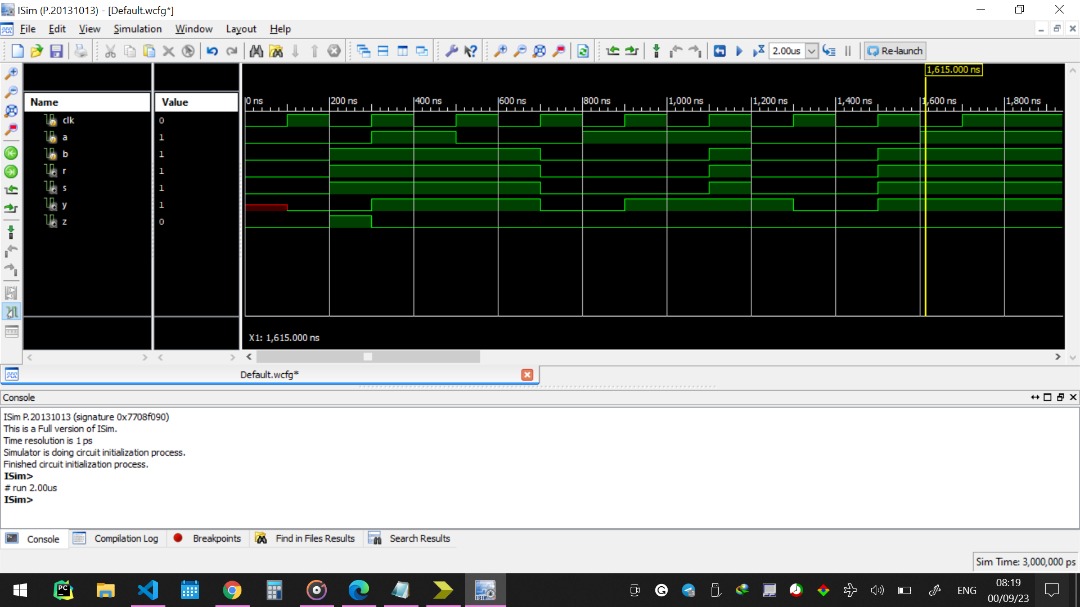 ISim (P.20131013) - [Default.wcfg*]
File Edit View Simulation Window Layout Help
2.00us Re-launch
1,615.000 ns
Name Value
0 ns 200 ns 400 ns 600 ns 800 ns 1,000 ns 1,200 ns 1,400 ns 1,600 ns 1,800 ns
clk 0
a 1
b 1
r 1
s 1
y 1
z 0
X1: 1,615.000 ns
Default.wcfg*
Console
ISim P.20131013 (signature 0x7708f090)
This is a Full version of ISim.
Time resolution is 1 ps
Simulator is doing circuit initialization process.
Finished circuit initialization process.
ISim>
# run 2.00us
ISim>
Console Compilation Log Breakpoints Find in Files Results Search Results
Sim Time: 3,000,000 ps
ENG 08:19
00/09/23